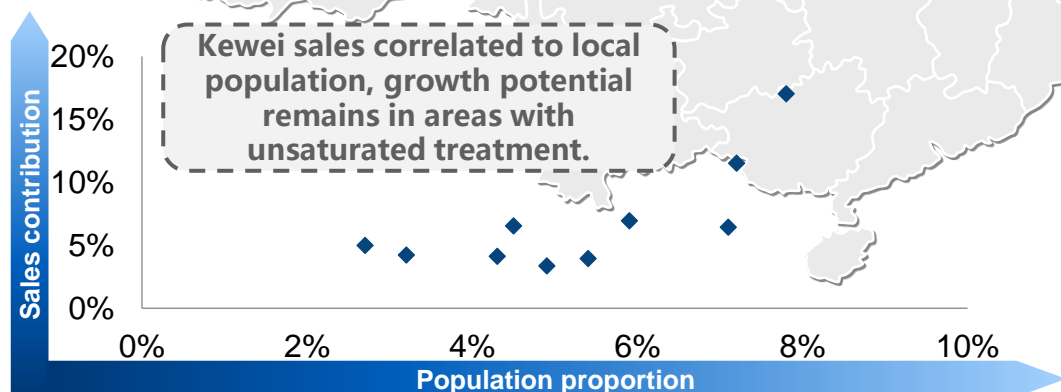 Kewei sales correlated to local
population, growth potential
remains in areas with
unsaturated treatment.
Sales contribution
20%
15%
10%
5%
0%
0% 2% 4% 6% 8% 10%
Population proportion